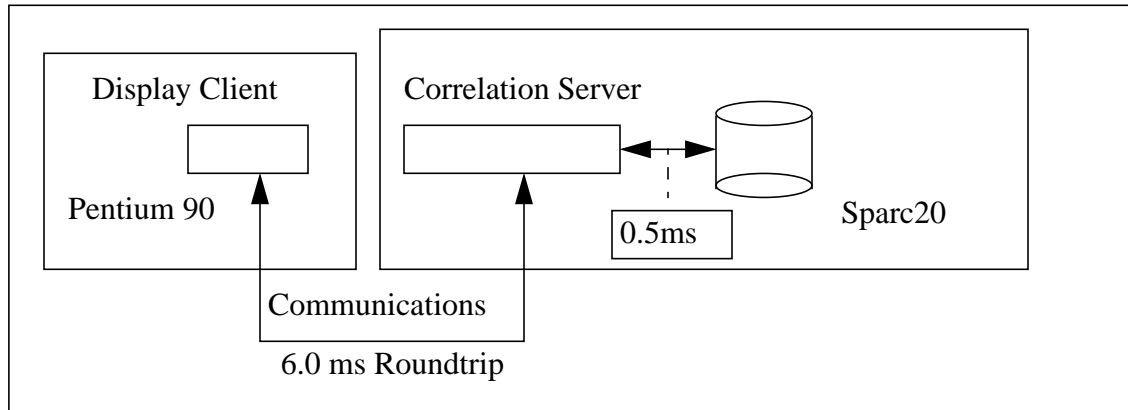 Display Client
Pentium 90
Correlation Server
0.5ms
Sparc20
Communications
6.0 ms Roundtrip